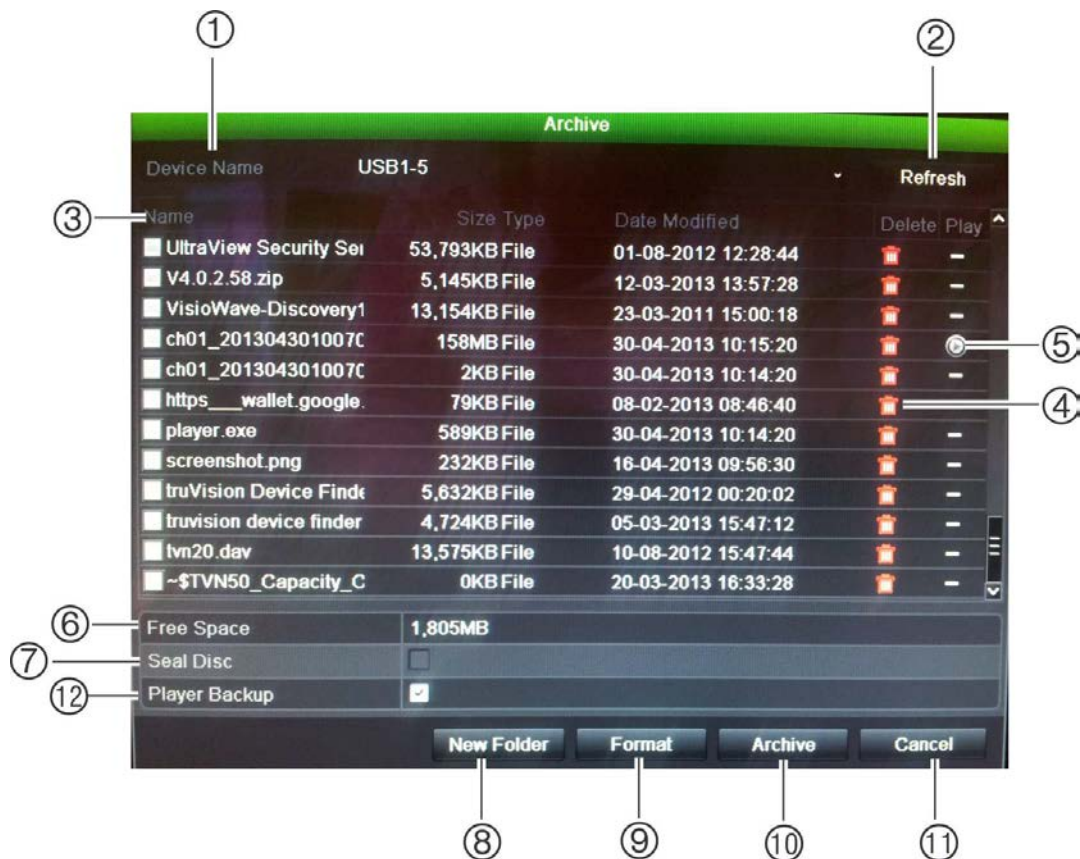 ① ②
Archive
Device Name USB1-5 Refresh
③ Name Size Type Date Modified Delete Play
UltraView Security Ser 53,793KB File 01-08-2012 12:28:44
V4.0.2.58.zip 5,145KB File 12-03-2013 13:57:28
VisioWave-Discovery1 13,154KB File 23-03-2011 15:00:18
ch01_2013043010070 158MB File 30-04-2013 10:15:20 ⑤
ch01_2013043010070 2KB File 30-04-2013 10:14:20
https___wallet.google. 79KB File 08-02-2013 08:46:40 ④
player.exe 589KB File 30-04-2013 10:14:20
screenshot.png 232KB File 16-04-2013 09:56:30
truVision Device Finde 5,632KB File 29-04-2012 00:20:02
truvision device finder 4,724KB File 05-03-2013 15:47:12
tvn20.dav 13,575KB File 10-08-2012 15:47:44
~$TVN50_Capacity_C 0KB File 20-03-2013 16:33:28
⑥ Free Space 1,805MB
⑦ Seal Disc
⑫ Player Backup
New Folder Format Archive Cancel
⑧ ⑨ ⑩ ⑪